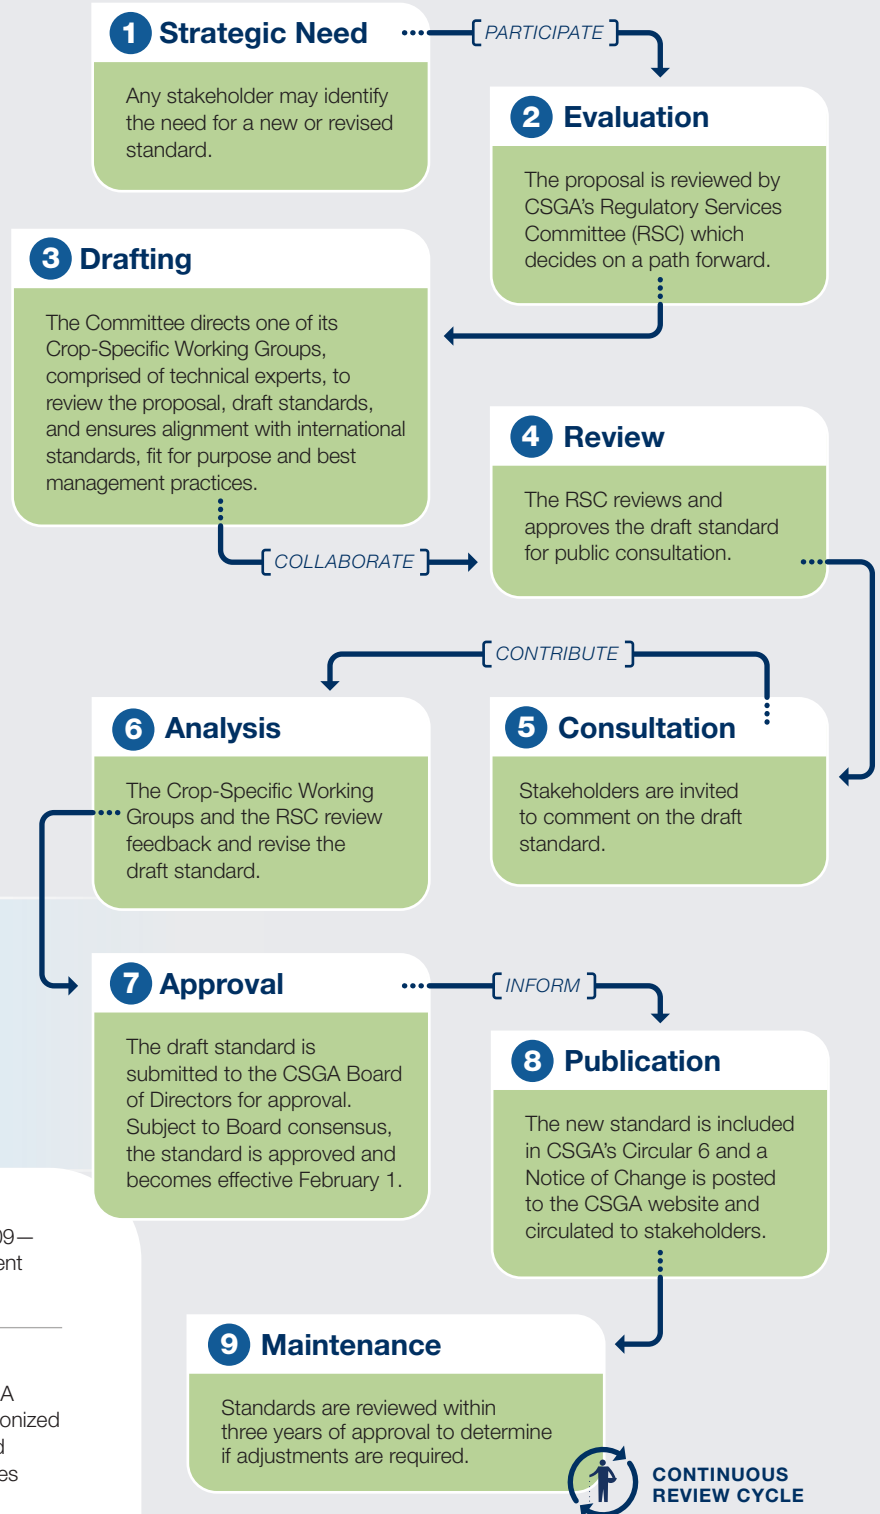 1 Strategic Need
PARTICIPATE
Any stakeholder may identify
the need for a new or revised
standard.
2 Evaluation
The proposal is reviewed by
CSGA's Regulatory Services
Committee (RSC) which
decides on a path forward.
3 Drafting
The Committee directs one of its
Crop-Specific Working Groups,
comprised of technical experts, to
review the proposal, draft standards,
and ensures alignment with international
standards, fit for purpose and best
management practices.
COLLABORATE
4 Review
The RSC reviews and
approves the draft standard
for public consultation.
CONTRIBUTE
5 Consultation
Stakeholders are invited
to comment on the draft
standard.
6 Analysis
The Crop-Specific Working
Groups and the RSC review
feedback and revise the
draft standard.
7 Approval
INFORM
The draft standard is
submitted to the CSGA Board
of Directors for approval.
Subject to Board consensus,
the standard is approved and
becomes effective February 1.
8 Publication
The new standard is included
in CSGA's Circular 6 and a
Notice of Change is posted
to the CSGA website and
circulated to stakeholders.
9 Maintenance
Standards are reviewed within
three years of approval to determine
if adjustments are required.
CONTINUOUS
REVIEW CYCLE